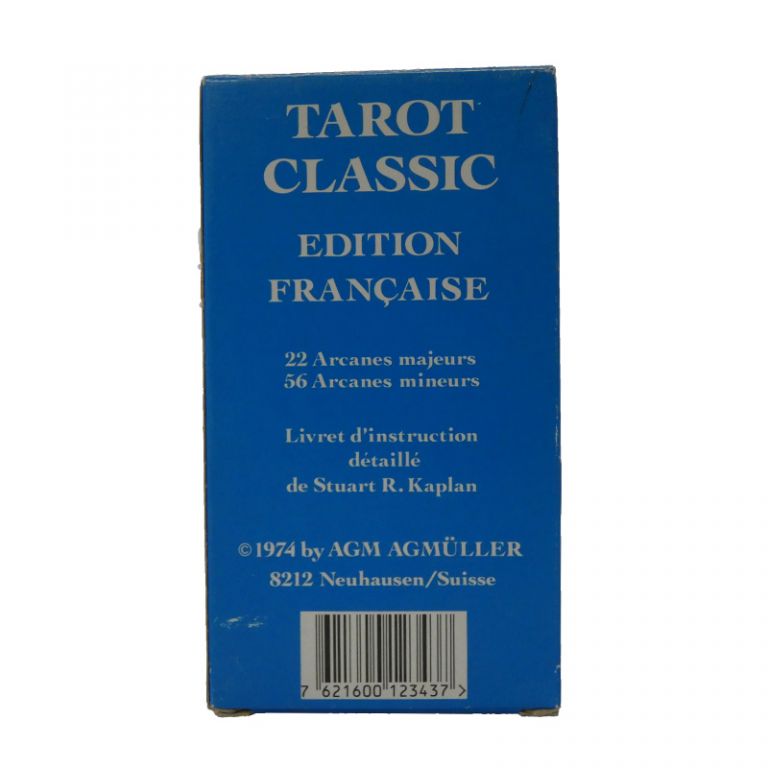 TAROT
CLASSIC
EDITION
FRANÇAISE
22 Arcanes majeurs
56 Arcanes mineurs
Livret d'instruction
détaillé
de Stuart R. Kaplan
©1974 by AGM AGMÜLLER
8212 Neuhausen/Suisse
7 621600 123437 >